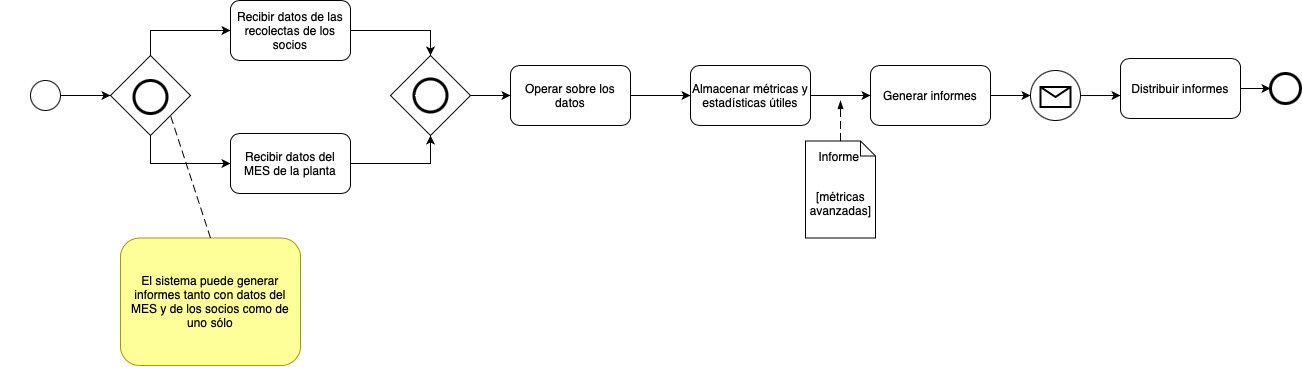 Recibir datos de las
recolectas de los
socios
Recibir datos del
MES de la planta
Operar sobre los
datos
Almacenar métricas y
estadísticas útiles
Generar informes
Distribuir informes
Informe
[métricas
avanzadas]
El sistema puede generar
informes tanto con datos del
MES y de los socios como de
uno sólo